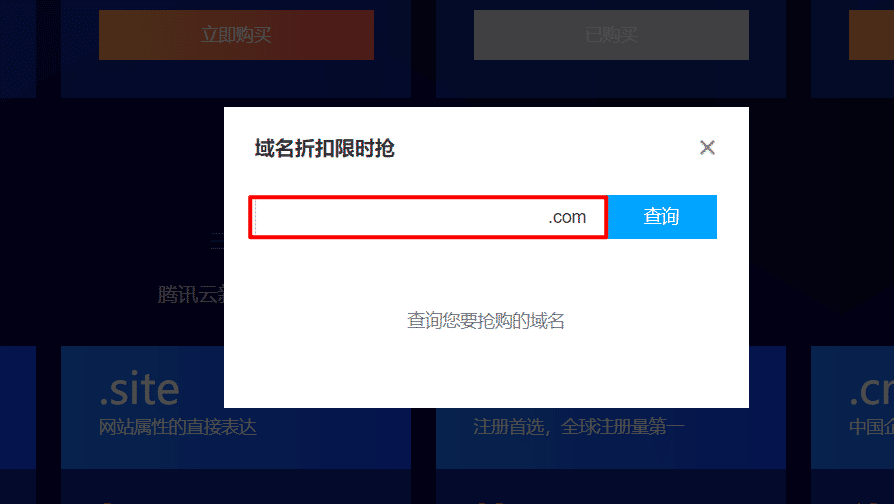 立即购买
已购买
域名折扣限时抢
.com
查询
腾讯云
查询您要抢购的域名
.site
网站属性的直接表达
注册首选，全球注册量第一
.c
中国